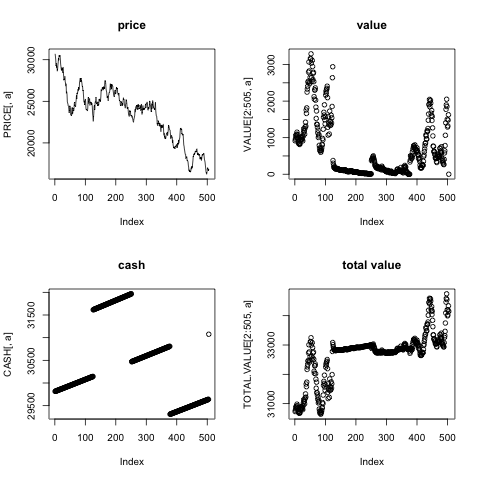 price
PRICE[, a]
20000 25000 30000
0 100 200 300 400 500
Index
value
VALUE[2:505, a]
0 1000 2000 3000
0 100 200 300 400 500
Index
cash
CASH[, a]
29500 30500 31500
0 100 200 300 400 500
Index
total value
TOTAL.VALUE[2:505, a]
31000 33000
0 100 200 300 400 500
Index